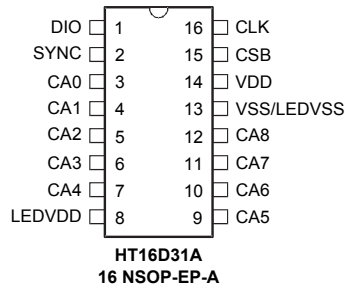 DIO 1 16 CLK
SYNC 2 15 CSB
CA0 3 14 VDD
CA1 4 13 VSS/LEDVSS
CA2 5 12 CA8
CA3 6 11 CA7
CA4 7 10 CA6
LEDVDD 8 9 CA5
HT16D31A
16 NSOP-EP-A